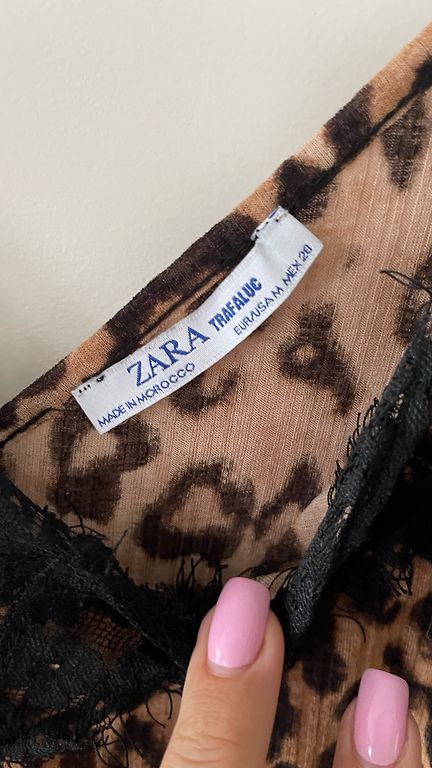 ZARA TRAFALUC
MADE IN MOROCCO EUR/USA M MEX 28